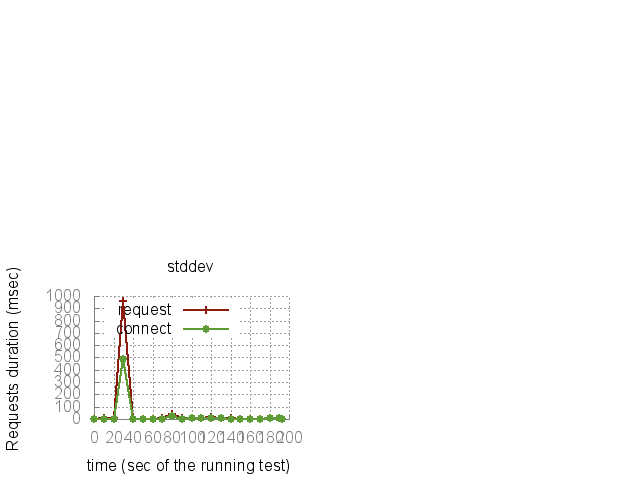 stddev
Requests duration (msec)
1000
900
800
700
600
500
400
300
200
100
0
request
connect
0 20 40 60 80 100 120 140 160 180 200
time (sec of the running test)